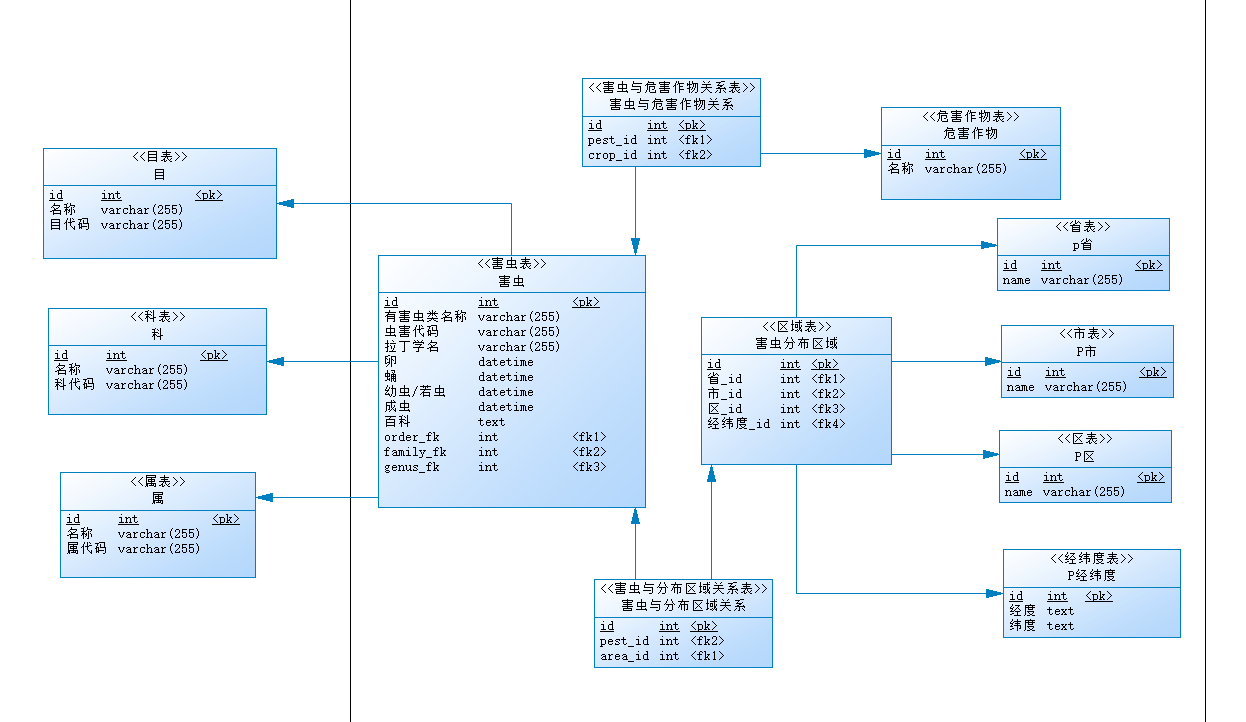 <<目表>>
目
id int <pk>
名称 varchar(255)
目代码 varchar(255)
<<科表>>
科
id int <pk>
名称 varchar(255)
科代码 varchar(255)
<<属表>>
属
id int <pk>
名称 varchar(255)
属代码 varchar(255)
<<害虫与危害作物关系表>>
害虫与危害作物关系
id int <pk>
pest_id int <fk1>
crop_id int <fk2>
<<危害作物表>>
危害作物
id int <pk>
名称 varchar(255)
<<害虫表>>
害虫
id int <pk>
有害虫类名称 varchar(255)
虫害代码 varchar(255)
拉丁学名 varchar(255)
卵 datetime
蛹 datetime
幼虫/若虫 datetime
成虫 datetime
百科 text
order_fk int <fk1>
family_fk int <fk2>
genus_fk int <fk3>
<<区域表>>
害虫分布区域
id int <pk>
省_id int <fk1>
市_id int <fk2>
区_id int <fk3>
经纬度_id int <fk4>
<<省表>>
p省
id int <pk>
name varchar(255)
<<市表>>
P市
id int <pk>
name varchar(255)
<<区表>>
P区
id int <pk>
name varchar(255)
<<经纬度表>>
P经纬度
id int <pk>
经度 text
纬度 text
<<害虫与分布区域关系表>>
害虫与分布区域关系
id int <pk>
pest_id int <fk2>
area_id int <fk1>